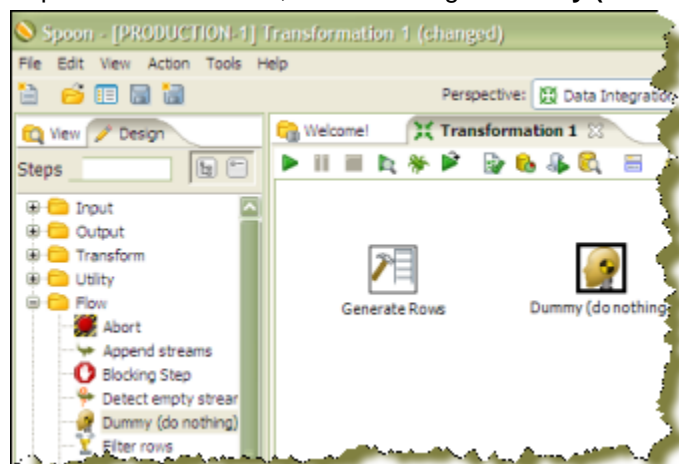 Spoon - [PRODUCTION-1] Transformation 1 (changed)
File Edit View Action Tools Help
Perspective: Data Integration
View Design
Welcome! Transformation 1
Steps
Input
Output
Transform
Utility
Flow
Abort
Append streams
Blocking Step
Detect empty strear
Dummy (do nothing)
Filter rows
Generate Rows
Dummy (do nothing